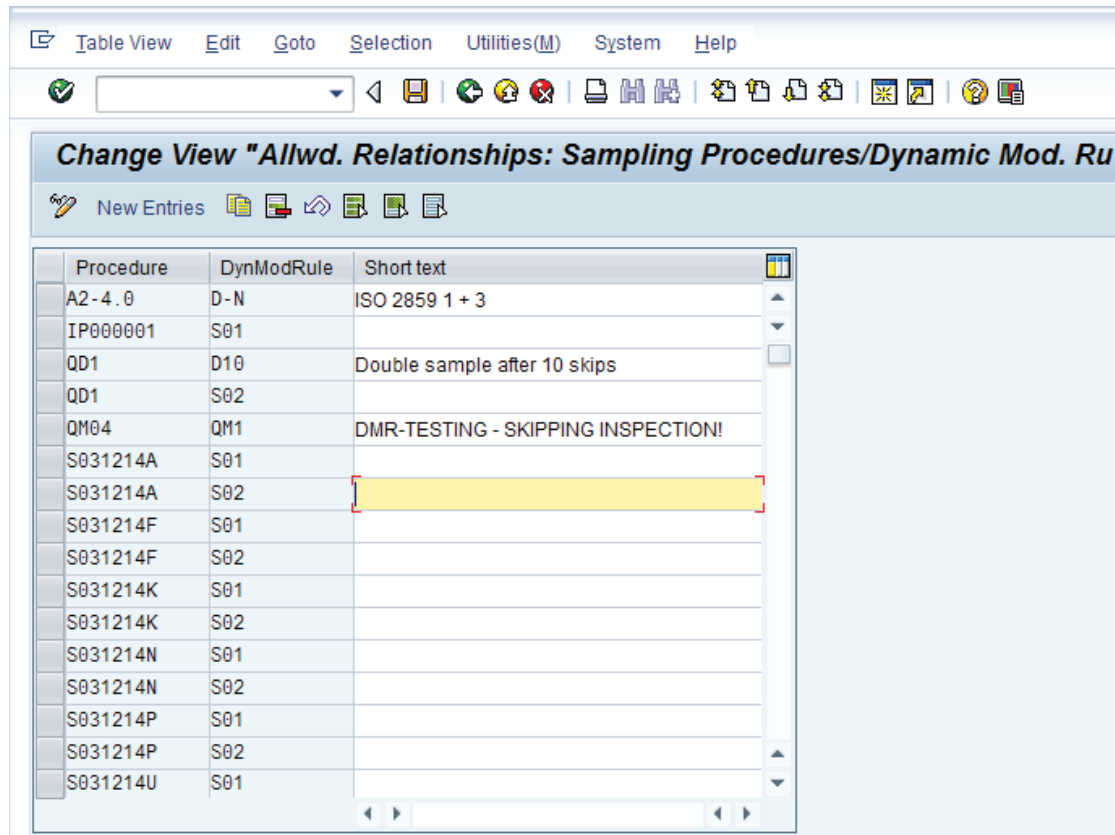 Table View Edit Goto Selection Utilities(M) System Help
Change View "Allwd. Relationships: Sampling Procedures/Dynamic Mod. Ru
New Entries
Procedure DynModRule Short text
A2-4.0 D-N ISO 2859 1 + 3
IP000001 S01
QD1 D10 Double sample after 10 skips
QD1 S02
QM04 QM1 DMR-TESTING - SKIPPING INSPECTION!
S031214A S01
S031214A S02
S031214F S01
S031214F S02
S031214K S01
S031214K S02
S031214N S01
S031214N S02
S031214P S01
S031214P S02
S031214U S01